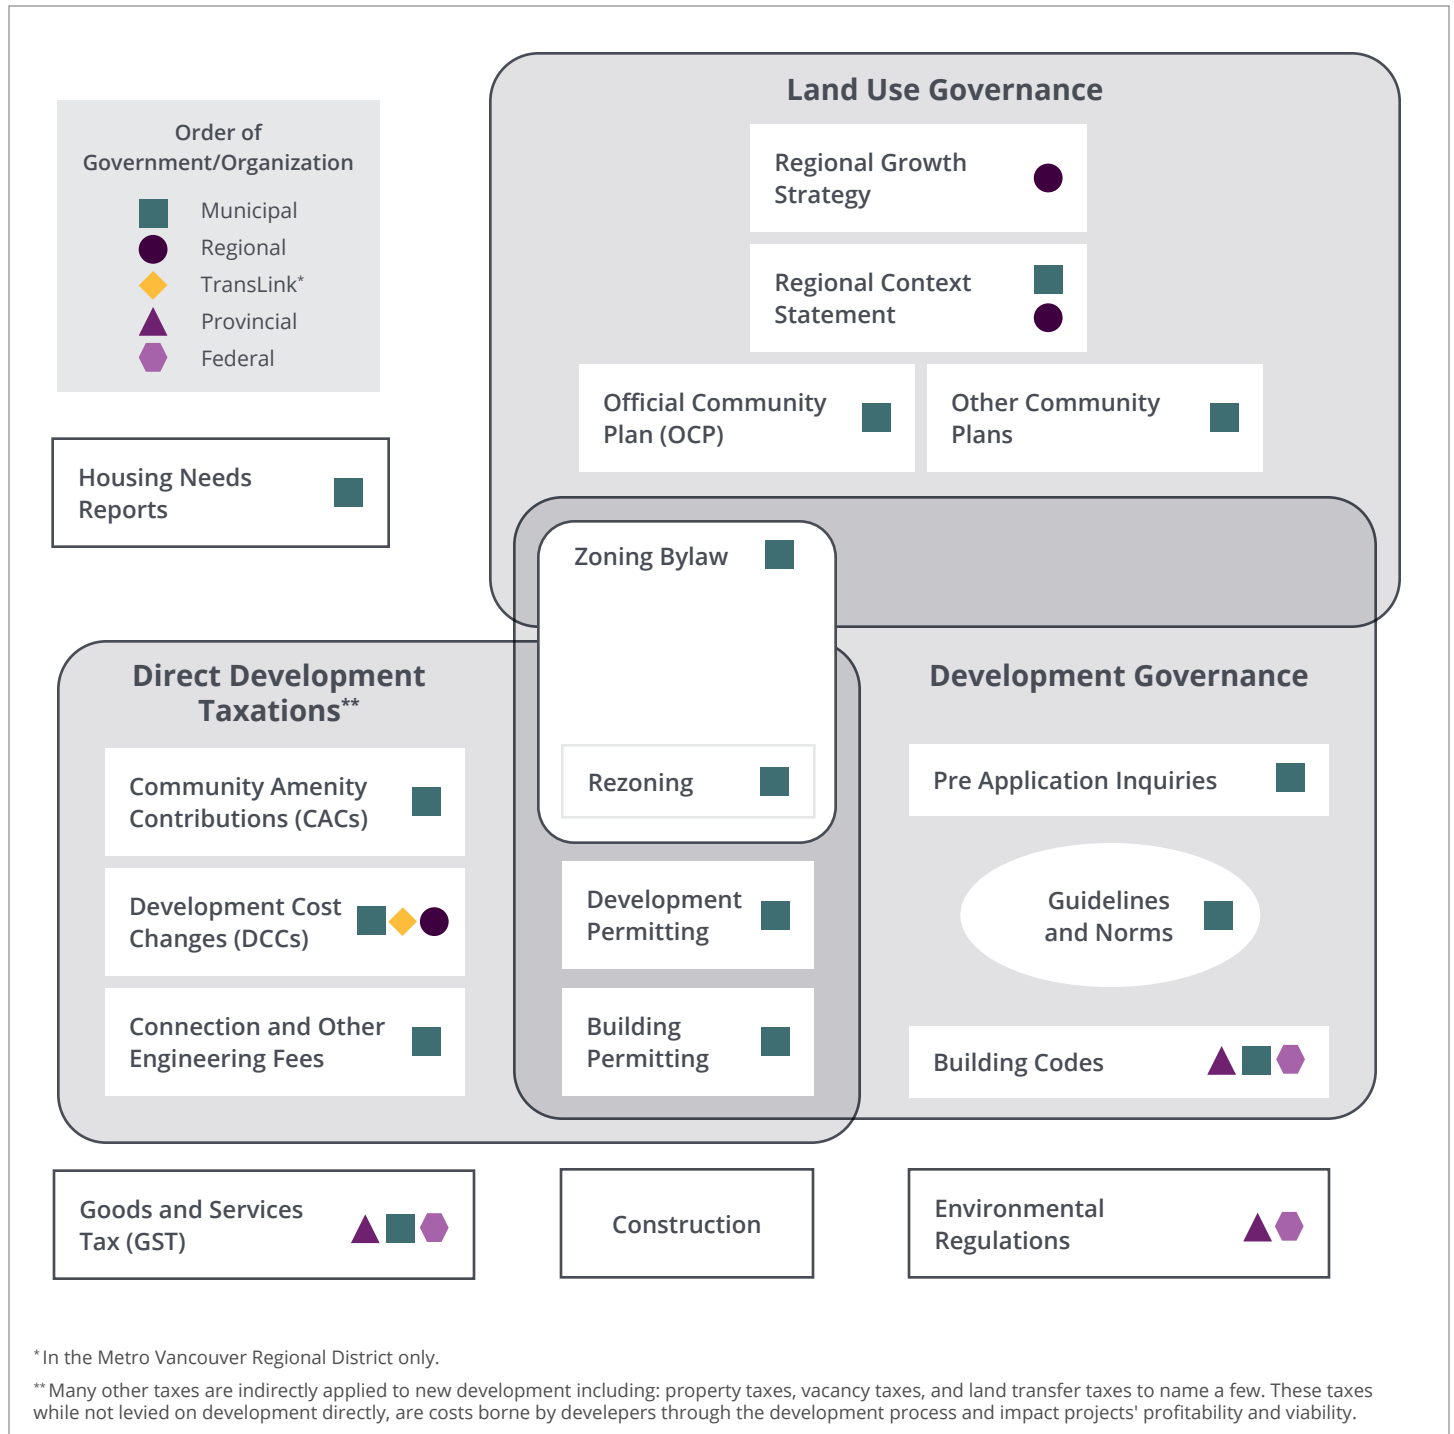 Order of
Government/Organization
Municipal
Regional
TransLink*
Provincial
Federal
Housing Needs
Reports
Land Use Governance
Regional Growth
Strategy
Regional Context
Statement
Official Community
Plan (OCP)
Other Community
Plans
Zoning Bylaw
Rezoning
Direct Development
Taxations**
Community Amenity
Contributions (CACs)
Development Cost
Changes (DCCs)
Connection and Other
Engineering Fees
Development
Permitting
Building
Permitting
Development Governance
Pre Application Inquiries
Guidelines
and Norms
Building Codes
Goods and Services
Tax (GST)
Construction
Environmental
Regulations
* In the Metro Vancouver Regional District only.
** Many other taxes are indirectly applied to new development including: property taxes, vacancy taxes, and land transfer taxes to name a few. These taxes
while not levied on development directly, are costs borne by develepers through the development process and impact projects' profitability and viability.